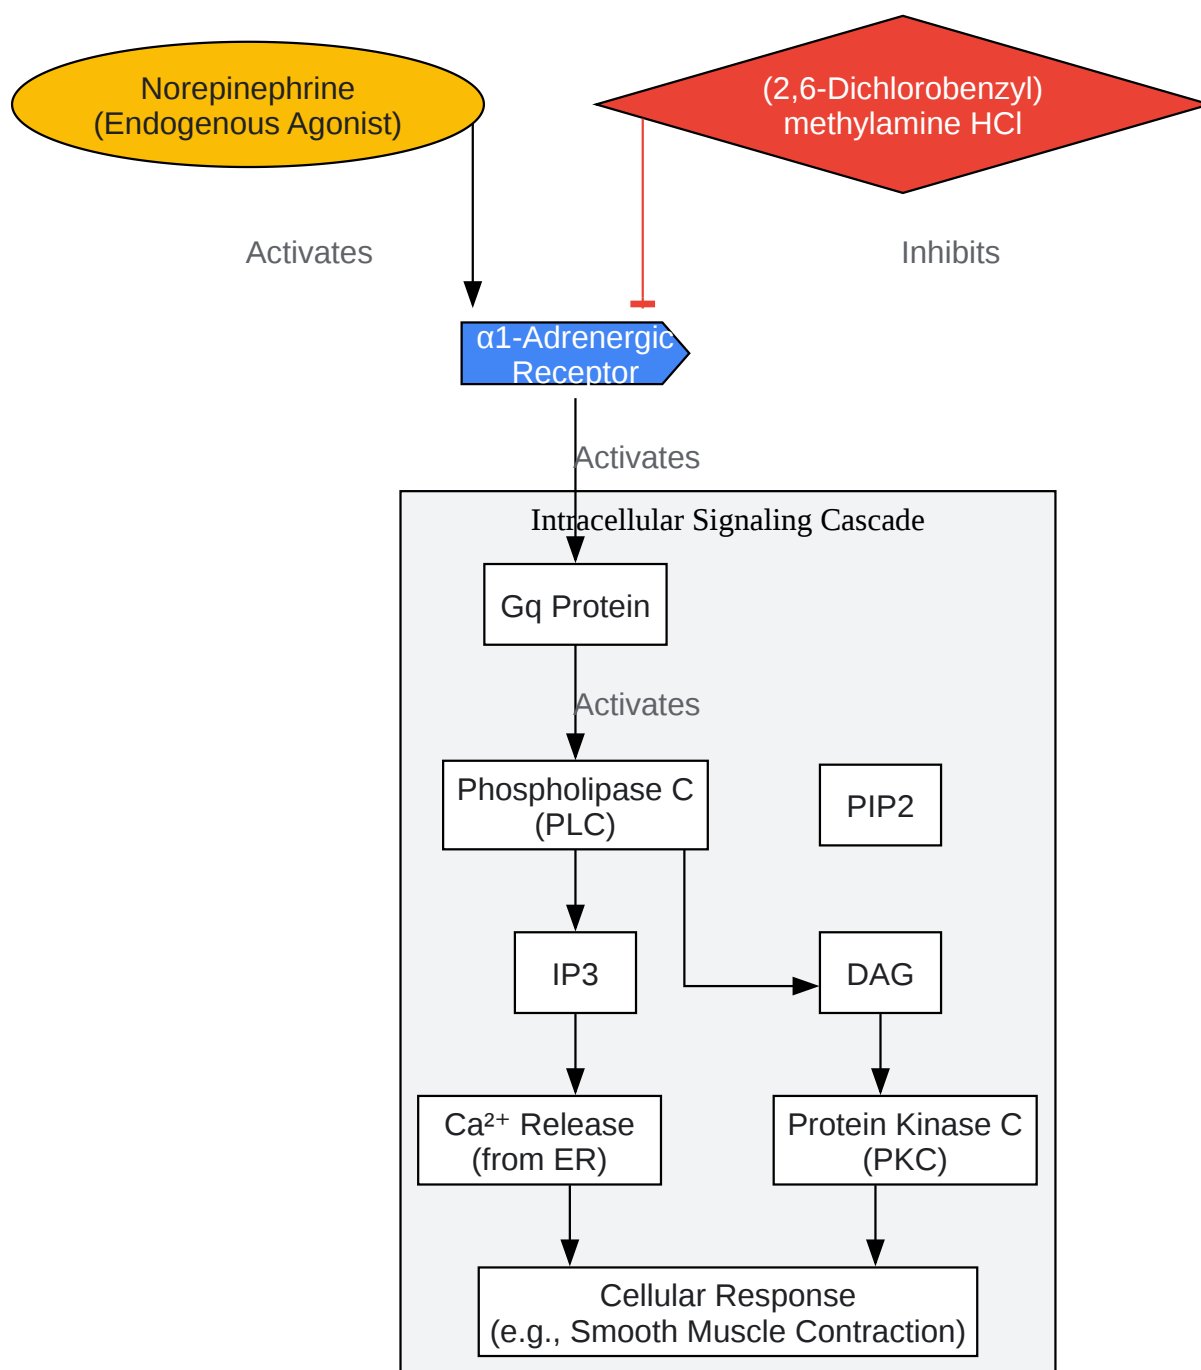 Norepinephrine
(Endogenous Agonist)
(2,6-Dichlorobenzyl)
methylamine HCl
Activates
Inhibits
α1-Adrenergic
Receptor
Activates
Intracellular Signaling Cascade
Gq Protein
Activates
Phospholipase C
(PLC)
PIP2
IP3
DAG
Ca²⁺ Release
(from ER)
Protein Kinase C
(PKC)
Cellular Response
(e.g., Smooth Muscle Contraction)